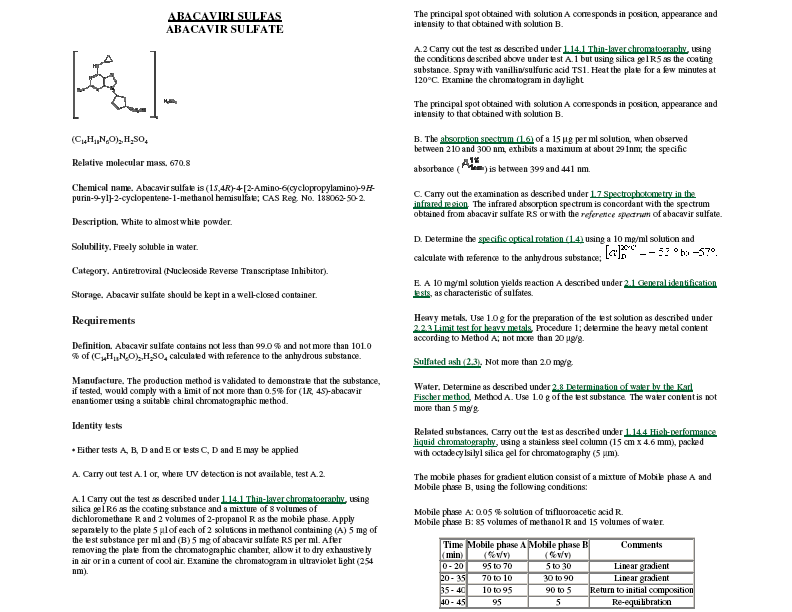 ABACAVIRI SULFAS
ABACAVIR SULFATE
(C14H18N6O)2,H2SO4
Relative molecular mass. 670.8
Chemical name. Abacavir sulfate is (1S,4R)-4-[2-Amino-6(cyclopropylamino)-9H-
purin-9-yl]-2-cyclopentene-1-methanol hemisulfate; CAS Reg. No. 188062-50-2.
Description. White to almost white powder.
Solubility. Freely soluble in water.
Category. Antiretroviral (Nucleoside Reverse Transcriptase Inhibitor).
Storage. Abacavir sulfate should be kept in a well-closed container.
Requirements
Definition. Abacavir sulfate contains not less than 99.0 % and not more than 101.0
% of (C14H18N6O)2,H2SO4 calculated with reference to the anhydrous substance.
Manufacture. The production method is validated to demonstrate that the substance,
if tested, would comply with a limit of not more than 0.5% for (1R, 4S)-abacavir
enantiomer using a suitable chiral chromatographic method.
Identity tests
• Either tests A, B, D and E or tests C, D and E may be applied
A. Carry out test A.1 or, where UV detection is not available, test A.2.
A.1 Carry out the test as described under 1.14.1 Thin-layer chromatography, using
silica gel R6 as the coating substance and a mixture of 8 volumes of
dichloromethane R and 2 volumes of 2-propanol R as the mobile phase. Apply
separately to the plate 5 μl of each of 2 solutions in methanol containing (A) 5 mg of
the test substance per ml and (B) 5 mg of abacavir sulfate RS per ml. After
removing the plate from the chromatographic chamber, allow it to dry exhaustively
in air or in a current of cool air. Examine the chromatogram in ultraviolet light (254
nm).
The principal spot obtained with solution A corresponds in position, appearance and
intensity to that obtained with solution B.
A.2 Carry out the test as described under 1.14.1 Thin-layer chromatography, using
the conditions described above under test A.1 but using silica gel R5 as the coating
substance. Spray with vanillin/sulfuric acid TS1. Heat the plate for a few minutes at
120°C. Examine the chromatogram in daylight.
The principal spot obtained with solution A corresponds in position, appearance and
intensity to that obtained with solution B.
B. The absorption spectrum (1.6) of a 15 μg per ml solution, when observed
between 210 and 300 nm, exhibits a maximum at about 291nm; the specific
absorbance ( ) is between 399 and 441 nm.
C. Carry out the examination as described under 1.7 Spectrophotometry in the
infrared region. The infrared absorption spectrum is concordant with the spectrum
obtained from abacavir sulfate RS or with the reference spectrum of abacavir sulfate.
D. Determine the specific optical rotation (1.4) using a 10 mg/ml solution and
calculate with reference to the anhydrous substance;
E. A 10 mg/ml solution yields reaction A described under 2.1 General identification
tests, as characteristic of sulfates.
Heavy metals. Use 1.0 g for the preparation of the test solution as described under
2.2.3 Limit test for heavy metals, Procedure 1; determine the heavy metal content
according to Method A; not more than 20 μg/g.
Sulfated ash (2.3). Not more than 2.0 mg/g.
Water. Determine as described under 2.8 Determination of water by the Karl
Fischer method, Method A. Use 1.0 g of the test substance. The water content is not
more than 5 mg/g.
Related substances. Carry out the test as described under 1.14.4 High-performance
liquid chromatography, using a stainless steel column (15 cm x 4.6 mm), packed
with octadecylsilyl silica gel for chromatography (5 μm).
The mobile phases for gradient elution consist of a mixture of Mobile phase A and
Mobile phase B, using the following conditions:
Mobile phase A: 0.05 % solution of trifluoroacetic acid R.
Mobile phase B: 85 volumes of methanol R and 15 volumes of water.
Time Mobile phase A Mobile phase B Comments
(min) (%v/v) (%v/v)
0 - 20 95 to 70 5 to 30 Linear gradient
20 - 35 70 to 10 30 to 90 Linear gradient
35 - 40 10 to 95 90 to 5 Return to initial composition
40 - 45 95 5 Re-equilibration